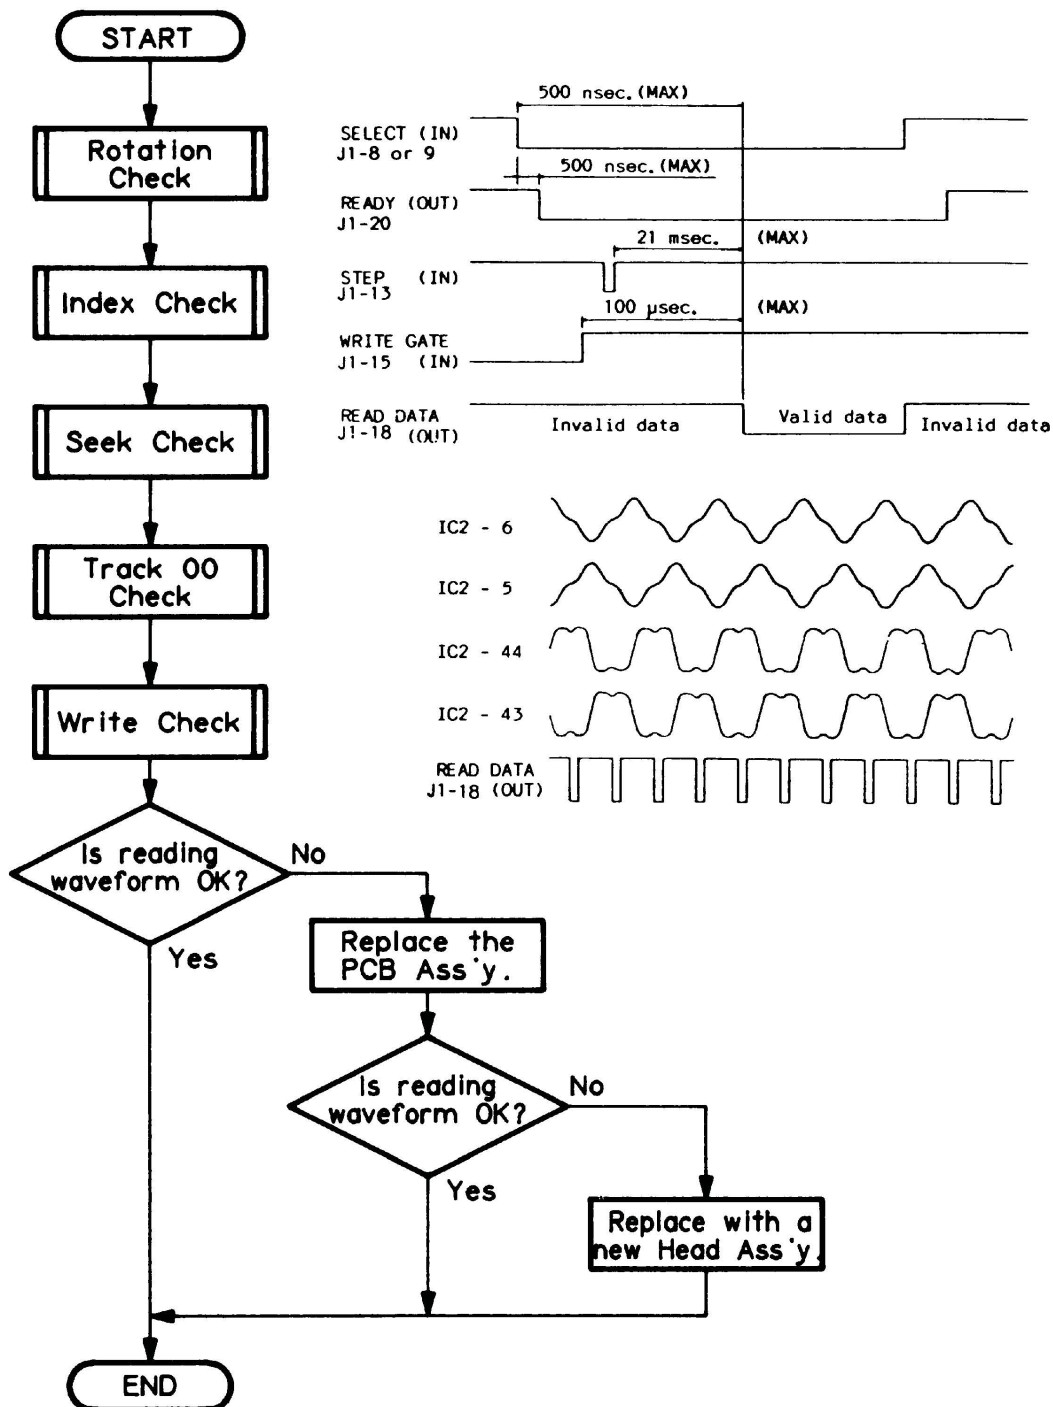 START
Rotation
Check
Index Check
Seek Check
Track 00
Check
Write Check
Is reading
waveform OK?
No
Yes
Replace the
PCB Ass'y.
Is reading
waveform OK?
No
Yes
Replace with a
new Head Ass'y.
END
500 nsec.(MAX)
SELECT (IN)
J1-8 or 9
500 nsec.(MAX)
READY (OUT)
J1-20
21 msec. (MAX)
STEP (IN)
J1-13
100 µsec. (MAX)
WRITE GATE
J1-15 (IN)
READ DATA
J1-18 (OUT)
Invalid data
Valid data
Invalid data
IC2 - 6
IC2 - 5
IC2 - 44
IC2 - 43
READ DATA
J1-18 (OUT)